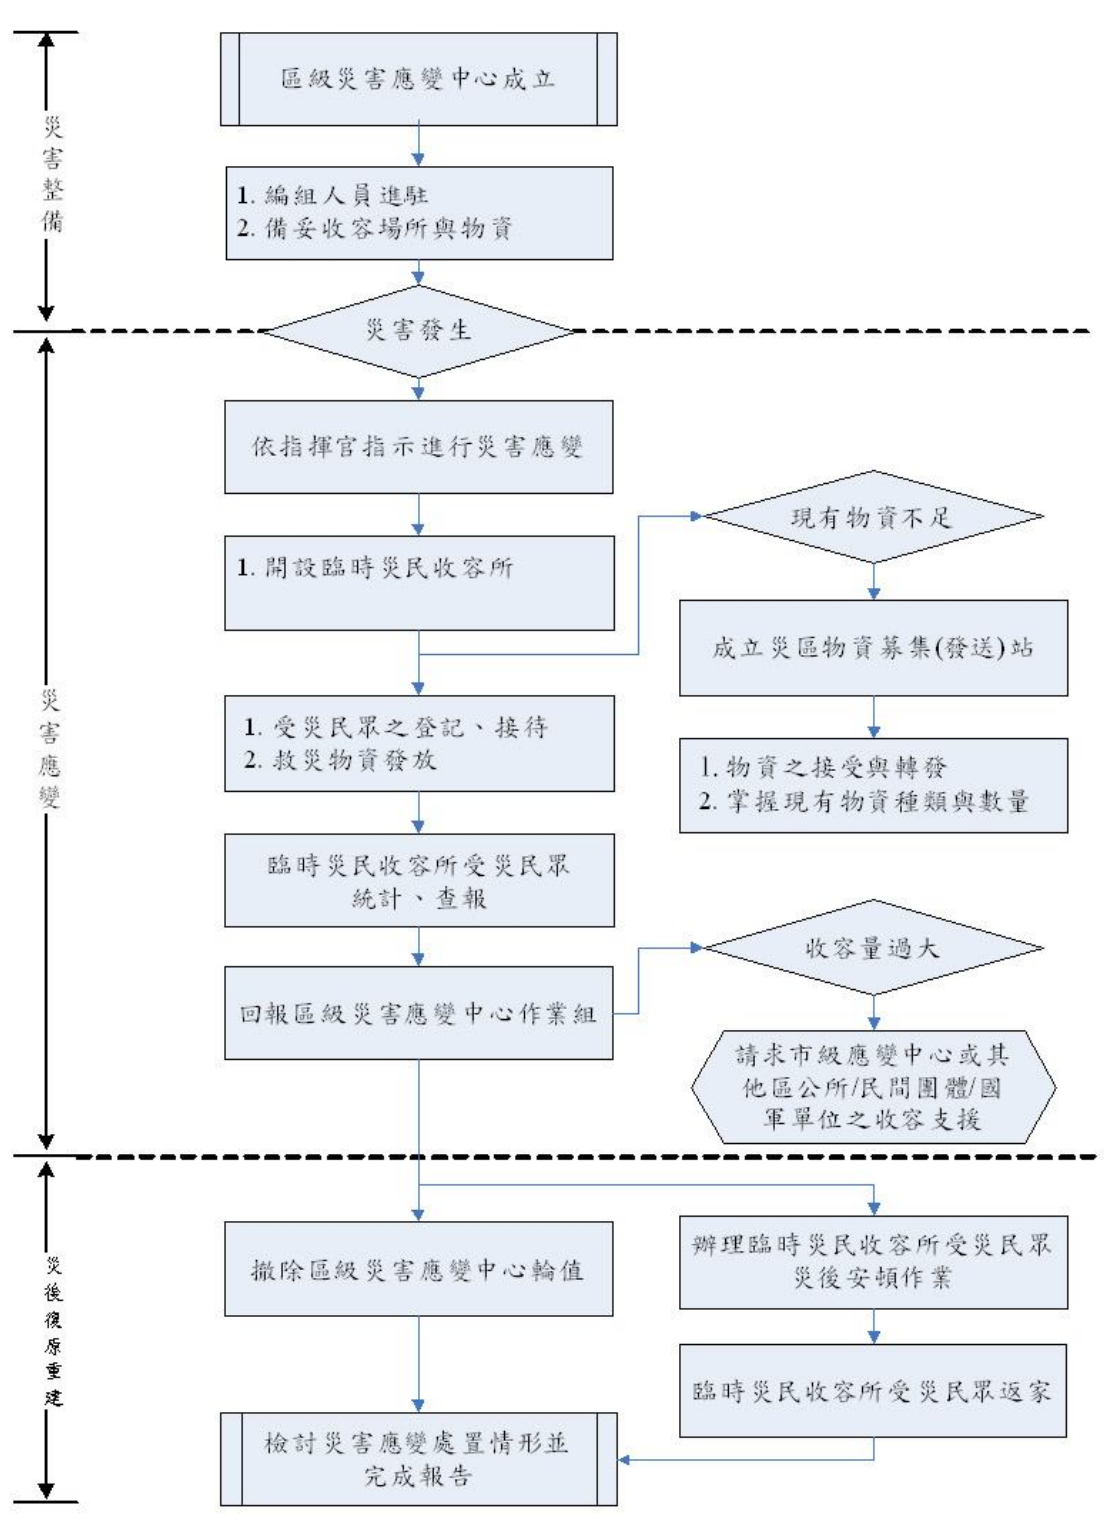 災害整備
區級災害應變中心成立
1. 編組人員進駐
2. 備妥收容場所與物資
災害發生
災害應變
依指揮官指示進行災害應變
1. 開設臨時災民收容所
現有物資不足
成立災區物資募集(發送)站
1. 物資之接受與轉發
2. 掌握現有物資種類與數量
1. 受災民眾之登記、接待
2. 救災物資發放
臨時災民收容所受災民眾
統計、查報
回報區級災害應變中心作業組
收容量過大
請求市級應變中心或其
他區公所/民間團體/國
軍單位之收容支援
災後復原重建
撤除區級災害應變中心輪值
辦理臨時災民收容所受災民眾
災後安頓作業
臨時災民收容所受災民眾返家
檢討災害應變處置情形並
完成報告